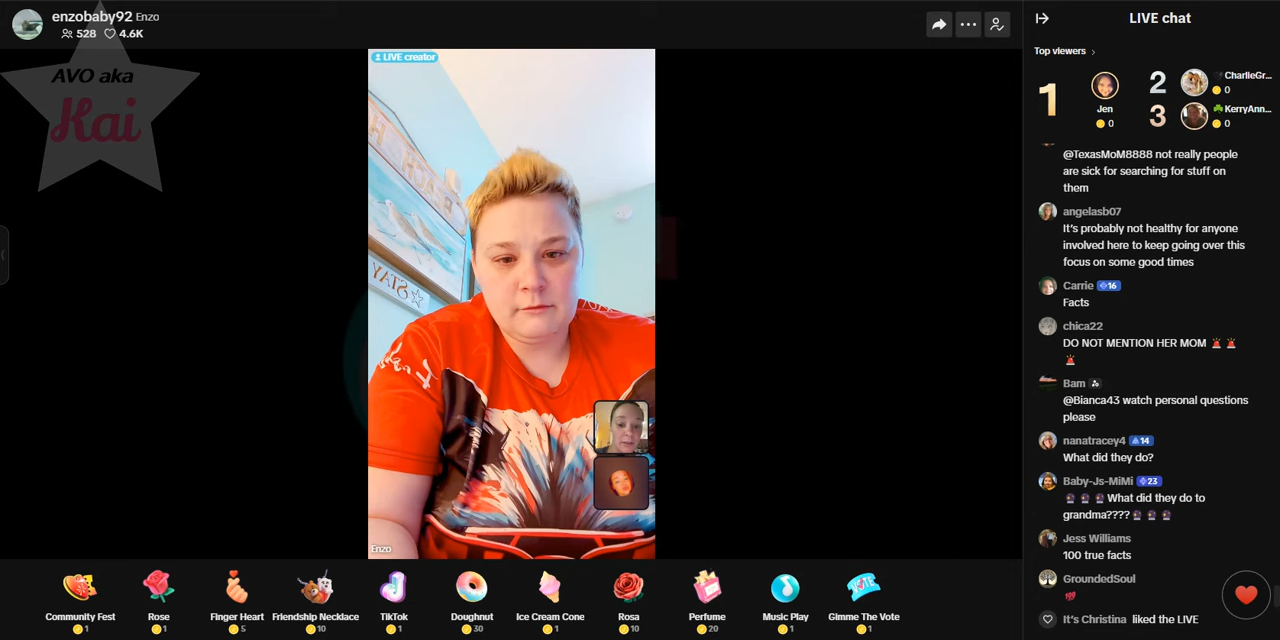 enzobaby92 Enzo
528 4.6K
AVO aka
Kai
LIVE creator
STAY
Enzo
Community Fest
1
Rose
1
Finger Heart
5
Friendship Necklace
10
TikTok
1
Doughnut
30
Ice Cream Cone
1
Rosa
10
Perfume
20
Music Play
1
Gimme The Vote
1
LIVE chat
Top viewers
1
Jen
0
2
CharlieGr...
0
3
KerryAnn...
0
@TexasMoM8888 not really people
are sick for searching for stuff on
them
angelasb07
It's probably not healthy for anyone
involved here to keep going over this
focus on some good times
Carrie 16
Facts
chica22
DO NOT MENTION HER MOM 🚨 🚨
🚨
Bam
@Bianca43 watch personal questions
please
nanatracey4 14
What did they do?
Baby-Js-MiMi 23
🔮 🔮 🔮 What did they do to
grandma???? 🔮 🔮 🔮
Jess Williams
100 true facts
GroundedSoul
💯
It's Christina liked the LIVE